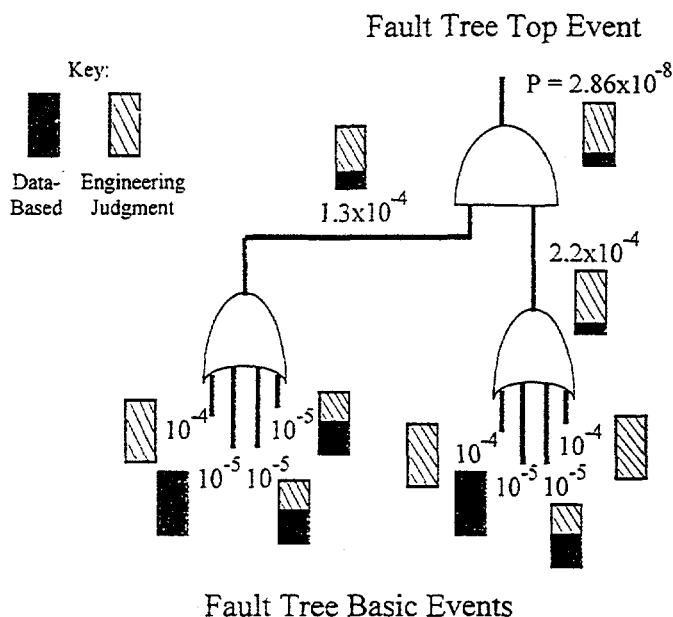 Fault Tree Top Event
Key:
P = 2.86x10⁻⁸
Data-
Based
Engineering
Judgment
1.3x10⁻⁴
2.2x10⁻⁴
10⁻⁴
10⁻⁵
10⁻⁵
10⁻⁵
10⁻⁴
10⁻⁵
10⁻⁵
10⁻⁴
Fault Tree Basic Events